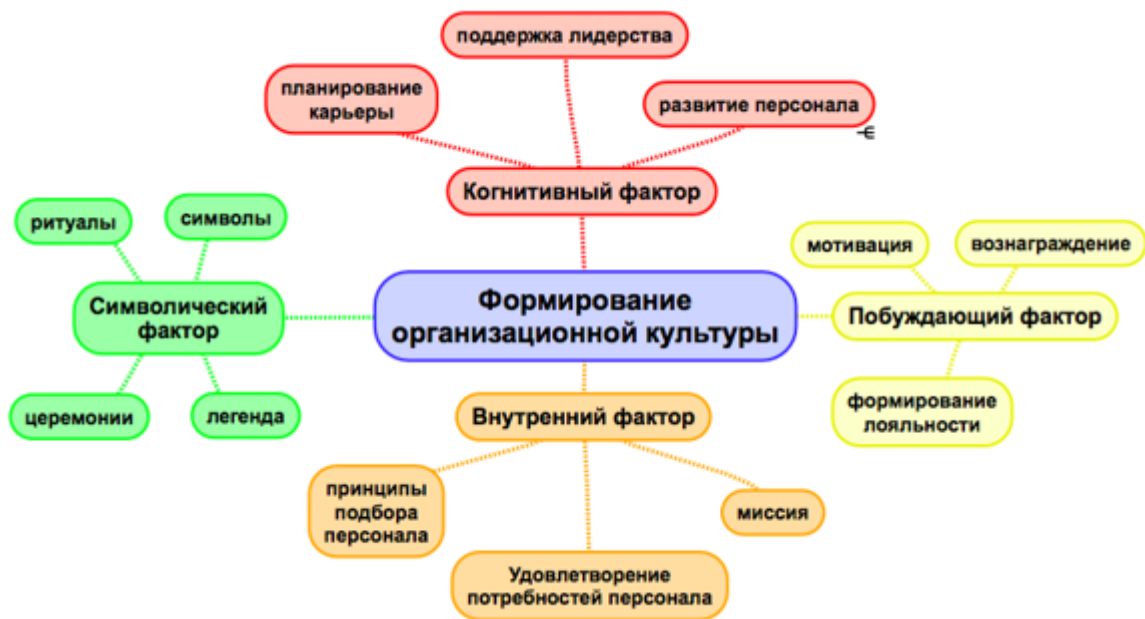 поддержка лидерства
планирование
карьеры
развитие персонала
Когнитивный фактор
ритуалы
символы
Символический
фактор
церемонии
легенда
Формирование
организационной культуры
мотивация
вознаграждение
Побуждающий фактор
формирование
лояльности
Внутренний фактор
принципы
подбора
персонала
миссия
Удовлетворение
потребностей персонала